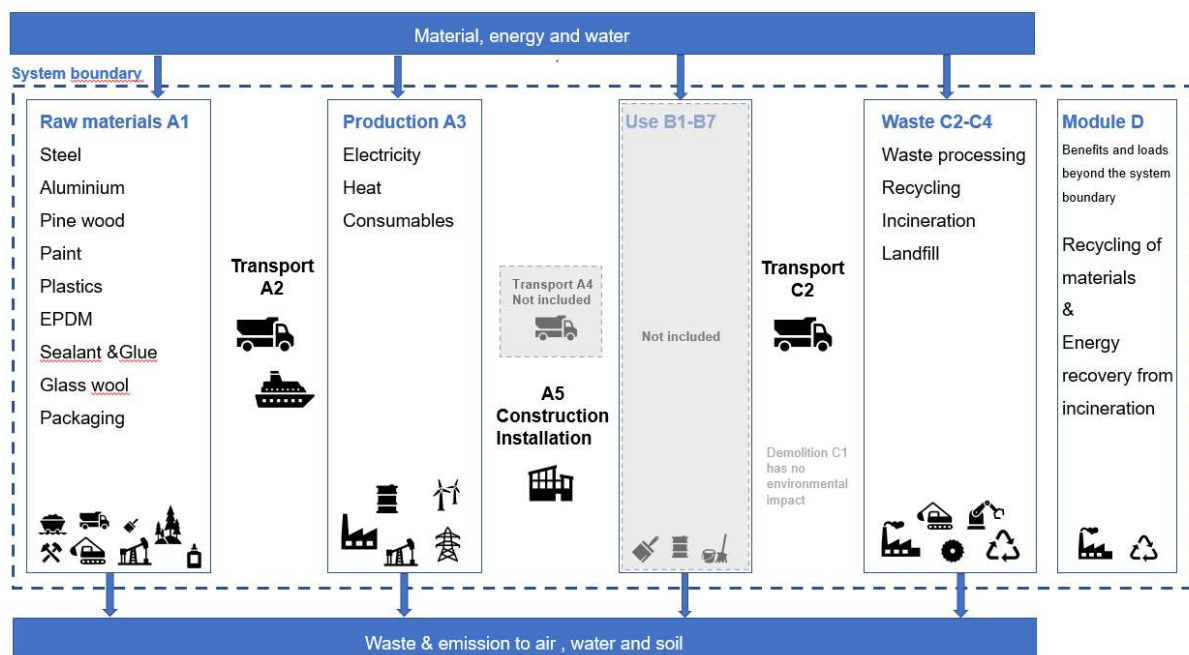 Material, energy and water
System boundary
Raw materials A1
Steel
Aluminium
Pine wood
Paint
Plastics
EPDM
Sealant &Glue
Glass wool
Packaging
Transport
A2
Production A3
Electricity
Heat
Consumables
Transport A4
Not included
A5
Construction
Installation
Use B1-B7
Not included
Transport
C2
Demolition C1
has no
environmental
impact
Waste C2-C4
Waste processing
Recycling
Incineration
Landfill
Module D
Benefits and loads
beyond the system
boundary
Recycling of
materials
&
Energy
recovery from
incineration
Waste & emission to air , water and soil